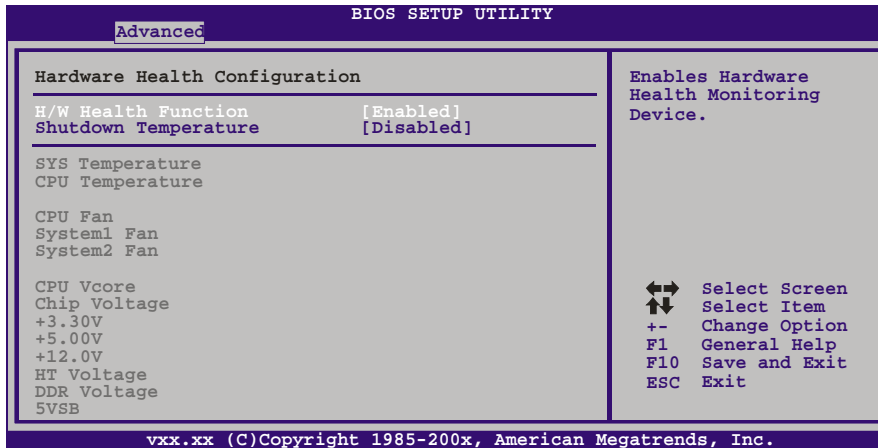 BIOS SETUP UTILITY
Advanced
Hardware Health Configuration
H/W Health Function [Enabled]
Shutdown Temperature [Disabled]
SYS Temperature
CPU Temperature
CPU Fan
System1 Fan
System2 Fan
CPU Vcore
Chip Voltage
+3.30V
+5.00V
+12.0V
HT Voltage
DDR Voltage
5VSB
Enables Hardware
Health Monitoring
Device.
Select Screen
Select Item
+- Change Option
F1 General Help
F10 Save and Exit
ESC Exit
vxx.xx (C)Copyright 1985-200x, American Megatrends, Inc.